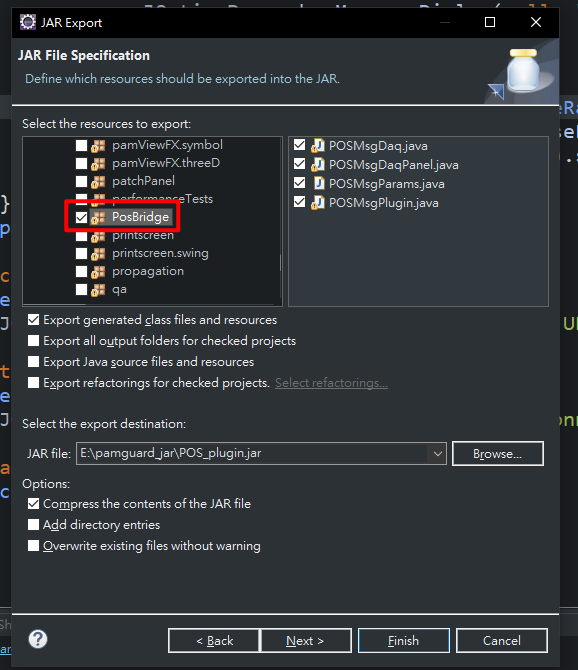 JAR Export
JAR File Specification
Define which resources should be exported into the JAR.
Select the resources to export:
pamViewFX.symbol
pamViewFX.threeD
patchPanel
performanceTests
PosBridge
printscreen
printscreen.swing
propagation
qa
POSMsgDaq.java
POSMsgDaqPanel.java
POSMsgParams.java
POSMsgPlugin.java
Export generated class files and resources
Export all output folders for checked projects
Export Java source files and resources
Export refactorings for checked projects. Select refactorings...
Select the export destination:
JAR file: E:\pamguard_jar\POS_plugin.jar Browse...
Options:
Compress the contents of the JAR file
Add directory entries
Overwrite existing files without warning
? < Back Next > Finish Cancel